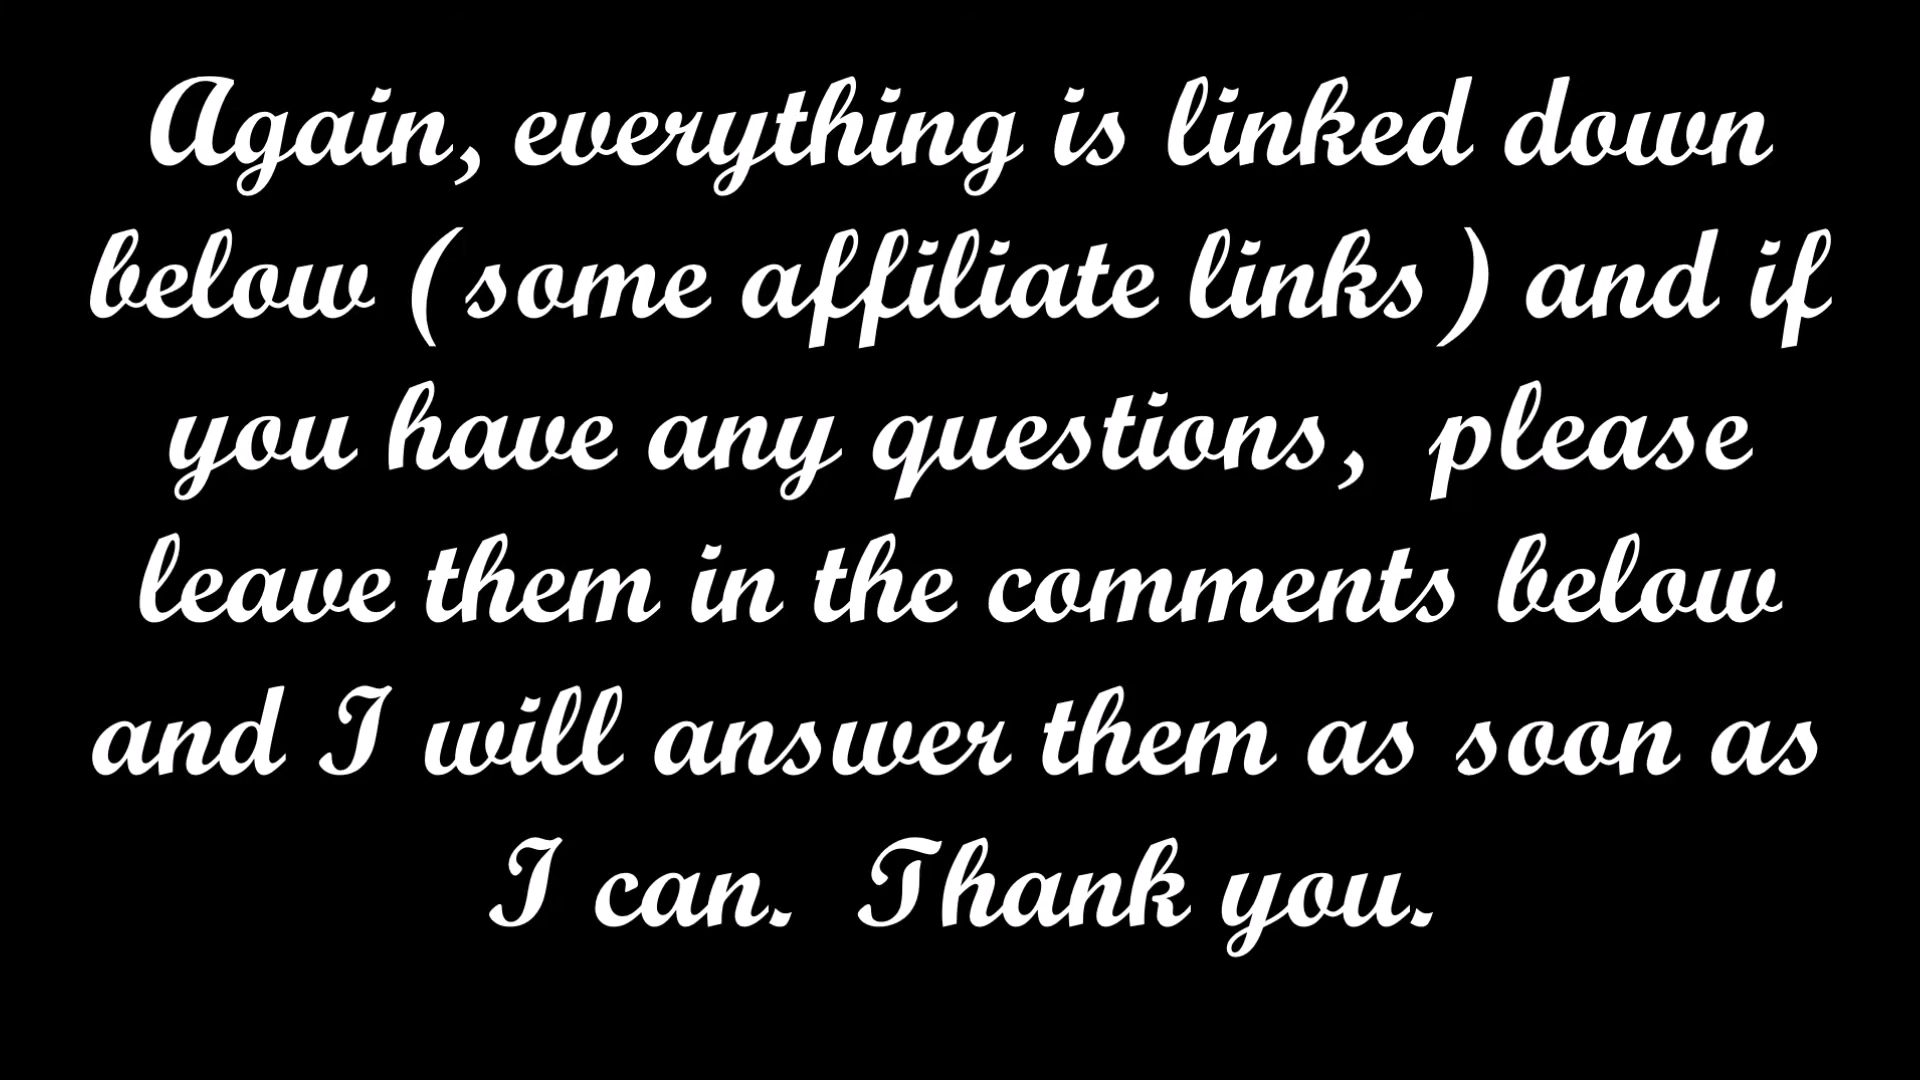 Again, everything is linked down
below (some affiliate links) and if
you have any questions,  please
leave them in the comments below
and I will answer them as soon as
I can.  Thank you.